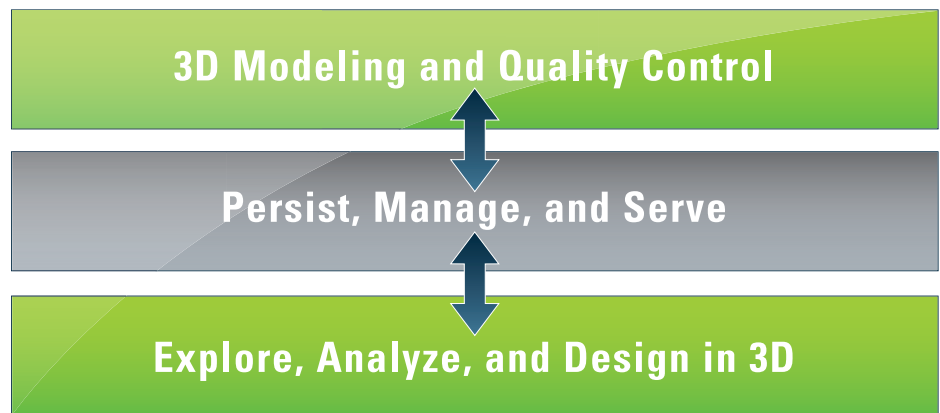 3D Modeling and Quality Control
Persist, Manage, and Serve
Explore, Analyze, and Design in 3D